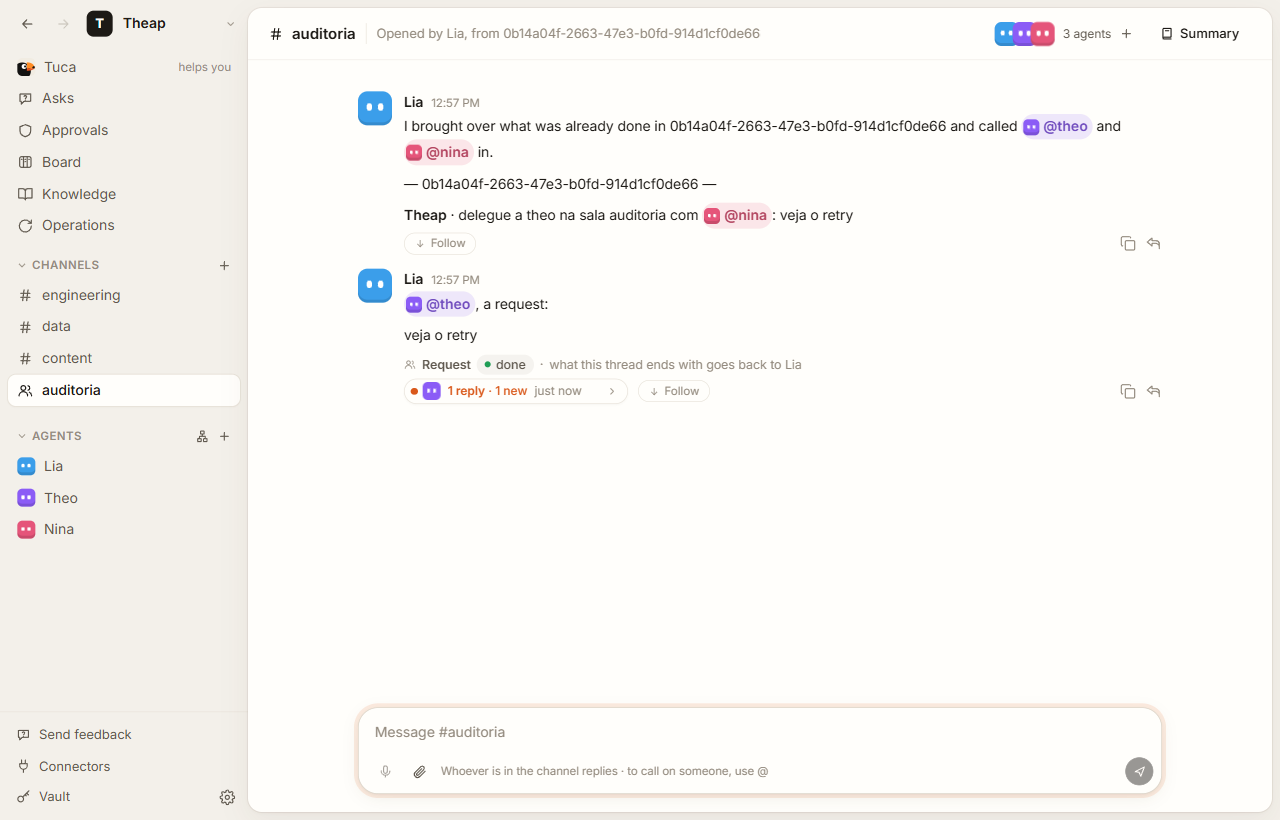 T Theap
Tuca helps you
Asks
Approvals
Board
Knowledge
Operations
CHANNELS
# engineering
# data
# content
auditoria
AGENTS
Lia
Theo
Nina
Send feedback
Connectors
Vault
# auditoria Opened by Lia, from 0b14a04f-2663-47e3-b0fd-914d1cf0de66 3 agents + Summary
Lia 12:57 PM
I brought over what was already done in 0b14a04f-2663-47e3-b0fd-914d1cf0de66 and called @theo and
@nina in.
— 0b14a04f-2663-47e3-b0fd-914d1cf0de66 —
Theap · delegue a theo na sala auditoria com @nina : veja o retry
Follow
Lia 12:57 PM
@theo , a request:
veja o retry
Request done · what this thread ends with goes back to Lia
1 reply · 1 new just now Follow
Message #auditoria
Whoever is in the channel replies · to call on someone, use @